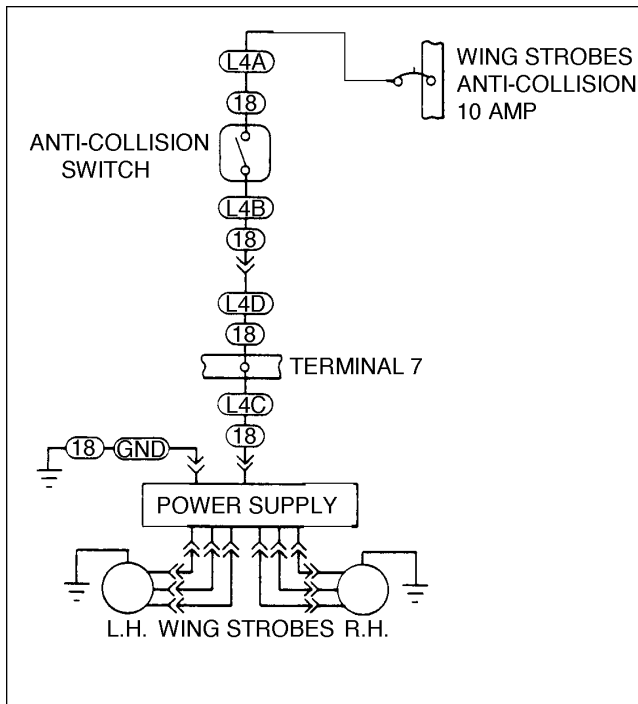 L4A
WING STROBES
ANTI-COLLISION
10 AMP
18
ANTI-COLLISION
SWITCH
L4B
18
L4D
18
TERMINAL 7
L4C
18
18 GND
POWER SUPPLY
L.H. WING STROBES R.H.